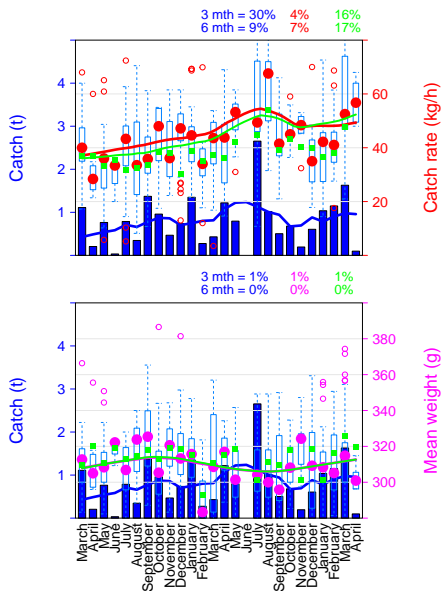 3 mth = 30% 4% 16%
6 mth = 9% 7% 17%
Catch (t)
1
2
3
4
20
40
60
Catch rate (kg/h)
3 mth = 1% 1% 1%
6 mth = 0% 0% 0%
Catch (t)
1
2
3
4
300
320
340
360
380
Mean weight (g)
March
April
May
June
July
August
September
October
November
December
January
February
March
April
May
June
July
August
September
October
November
December
January
February
March
April